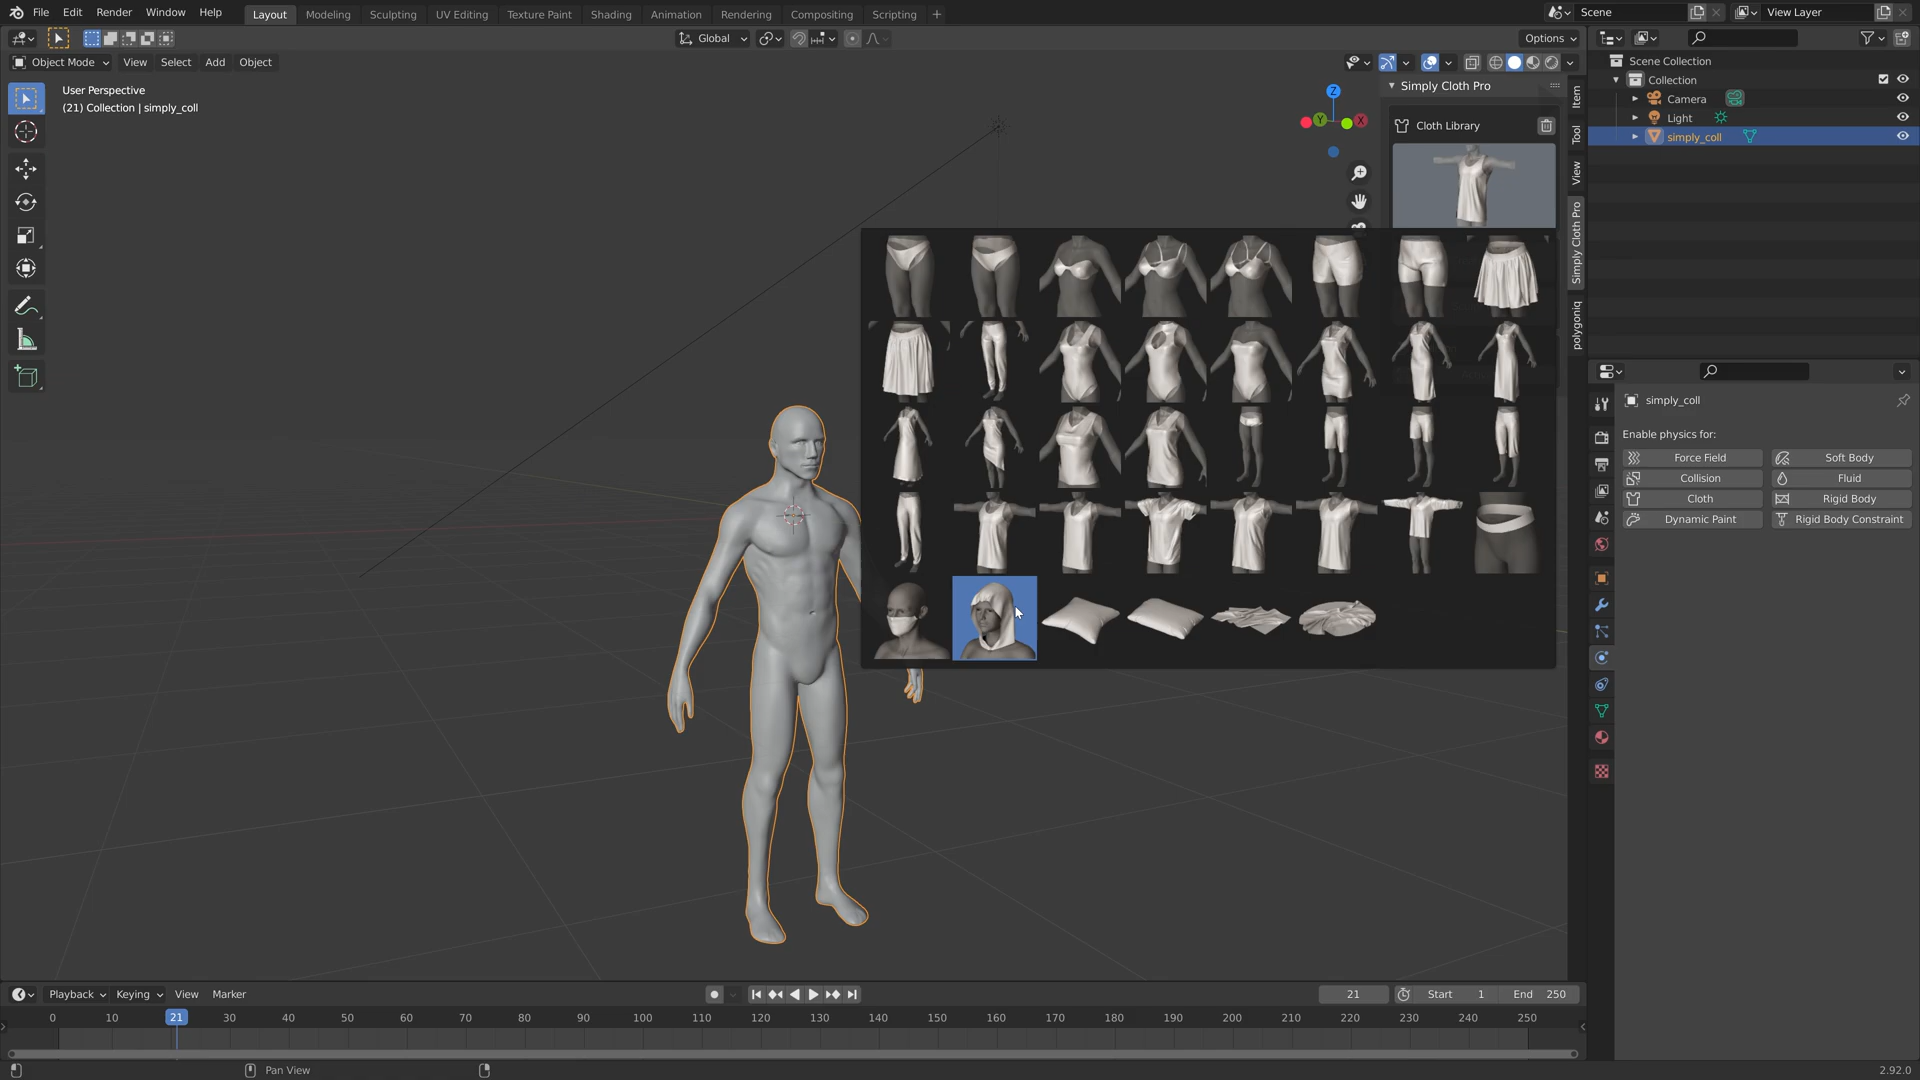 File Edit Render Window Help Layout Modeling Sculpting UV Editing Texture Paint Shading Animation Rendering Compositing Scripting + Scene View Layer
Global Options
Object Mode View Select Add Object
User Perspective
(21) Collection | simply_coll
Z
Y
X
Simply Cloth Pro
Cloth Library
Item
Tool
View
Simply Cloth Pro
polygoniq
Scene Collection
Collection
Camera
Light
simply_coll
simply_coll
Enable physics for:
Force Field Soft Body
Collision Fluid
Cloth Rigid Body
Dynamic Paint Rigid Body Constraint
Playback Keying View Marker 21 Start 1 End 250
0 10 21 30 40 50 60 70 80 90 100 110 120 130 140 150 160 170 180 190 200 210 220 230 240 250
Pan View 2.92.0